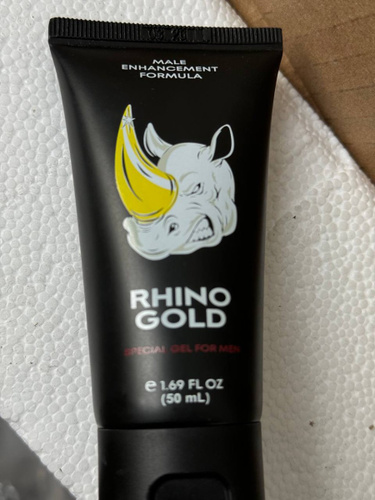 MALE
ENHANCEMENT
FORMULA
RHINO
GOLD
SPECIAL GEL FOR MEN
℮ 1.69 FL OZ
(50 mL)